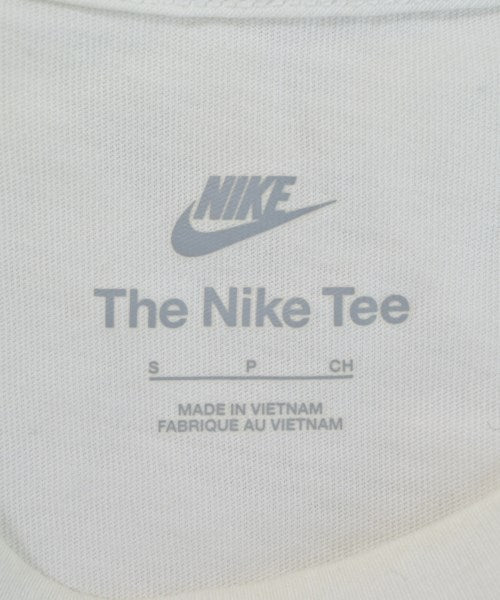 NIKE
The Nike Tee
S P CH
MADE IN VIETNAM
FABRIQUE AU VIETNAM